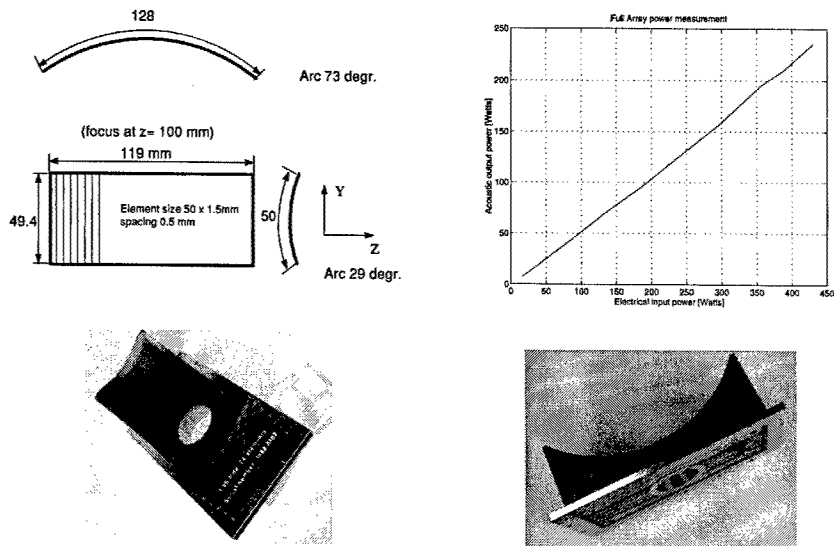 128
Arc 73 degr.
(focus at z= 100 mm)
119 mm
49.4
Element size 50 x 1.5mm
spacing 0.5 mm
50
Y
Z
Arc 29 degr.
Full Array power measurement
Acoustic output power [Watts]
250
200
150
100
50
0
0 50 100 150 200 250 300 350 400 450
Electrical input power [Watts]